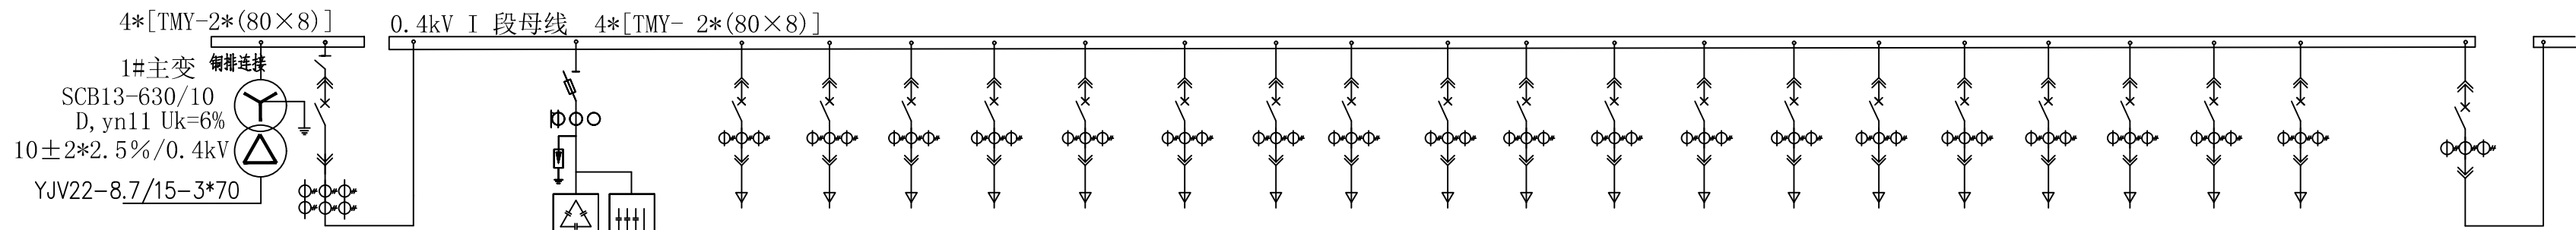 4*[TMY-2*(80×8)]
0.4kV I 段母线 4*[TMY- 2*(80×8)]
铜排连接
1#主变
SCB13-630/10
D,yn11 Uk=6%
10±2*2.5%/0.4kV
YJV22-8.7/15-3*70